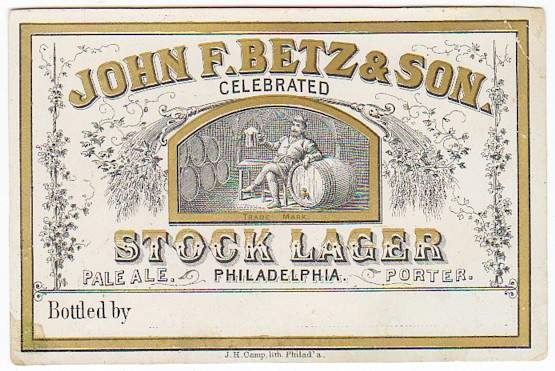 JOHN F. BETZ & SON.
CELEBRATED
TRADE MARK
STOCK LAGER
PALE ALE. PHILADELPHIA. PORTER.
Bottled by
J.H. Camp, lith. Philad'a.